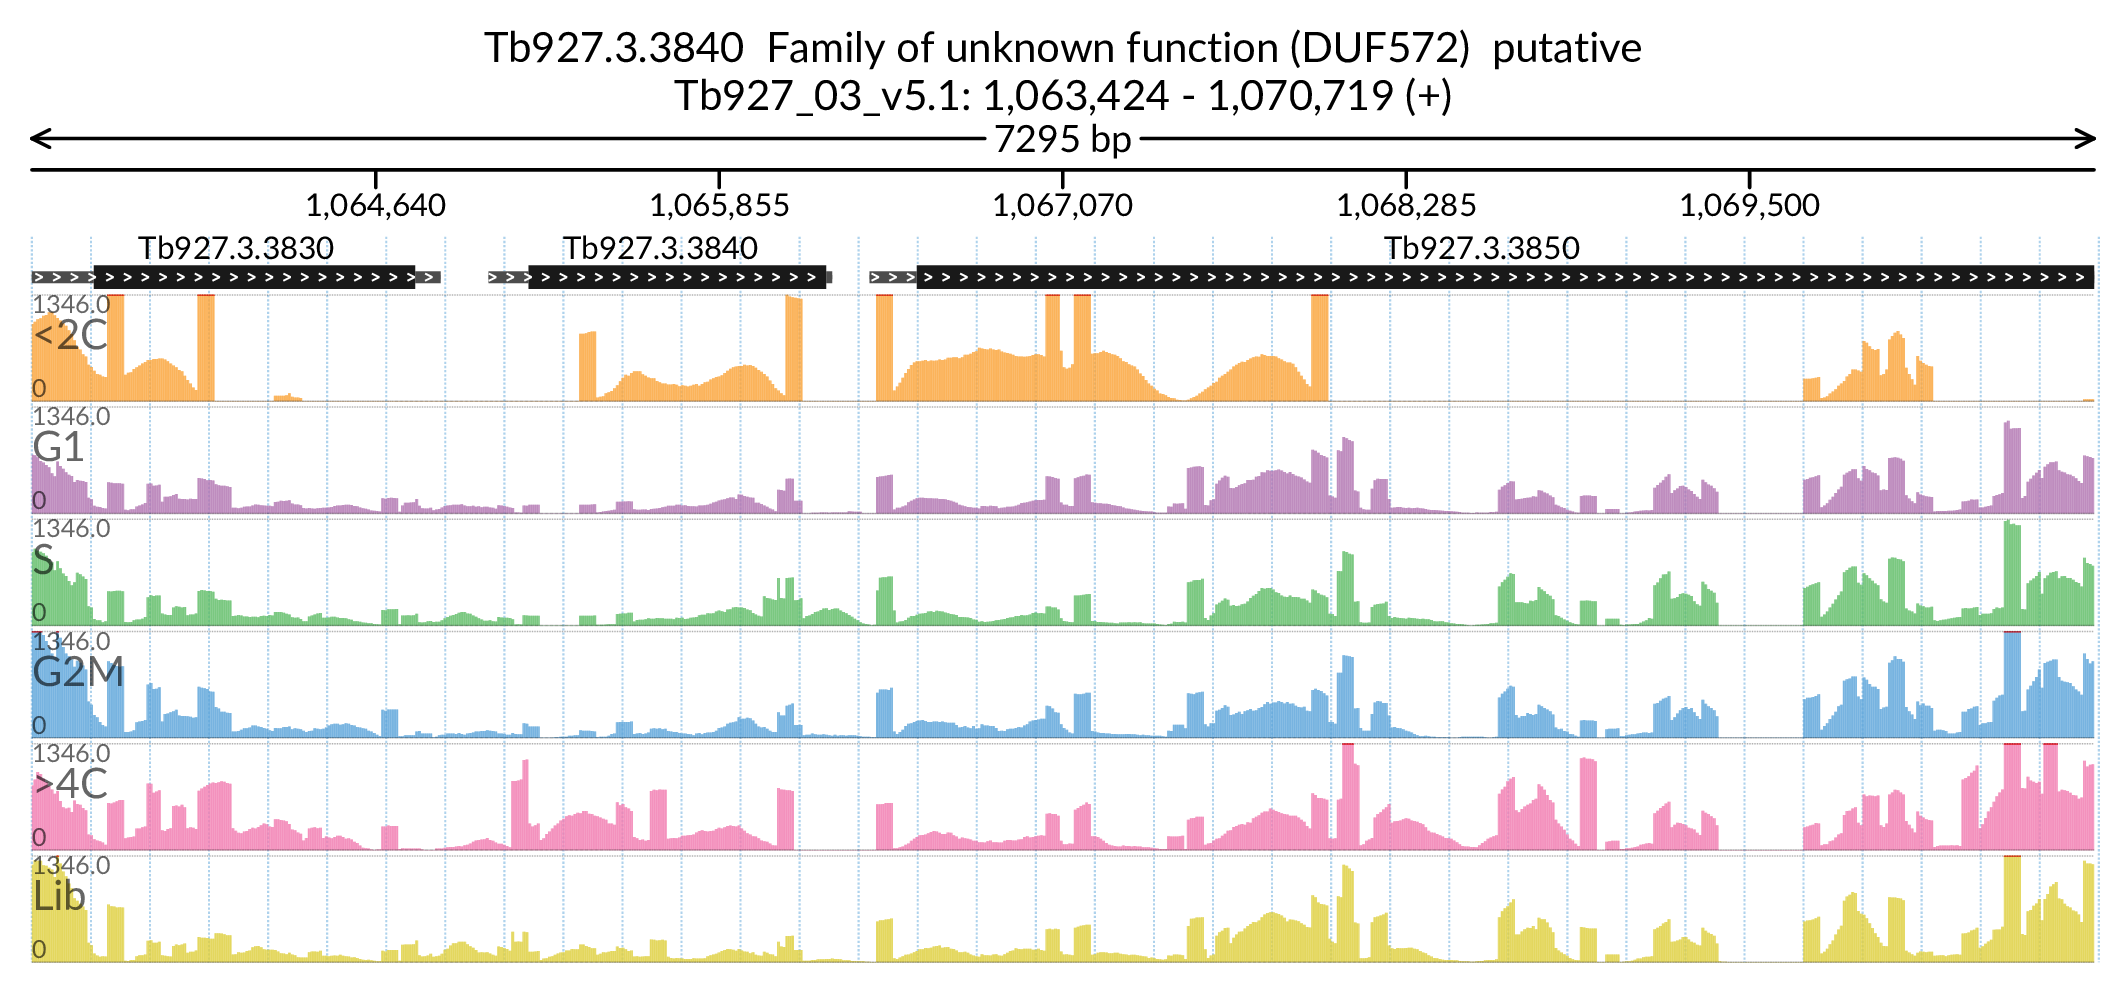 Tb927.3.3840  Family of unknown function (DUF572)  putative
Tb927_03_v5.1: 1,063,424 - 1,070,719 (+)
7295 bp
1,064,640 1,065,855 1,067,070 1,068,285 1,069,500
Tb927.3.3830 Tb927.3.3840 Tb927.3.3850
1346.0
<2C
0
1346.0
G1
0
1346.0
S
0
1346.0
G2M
0
1346.0
>4C
0
1346.0
Lib
0